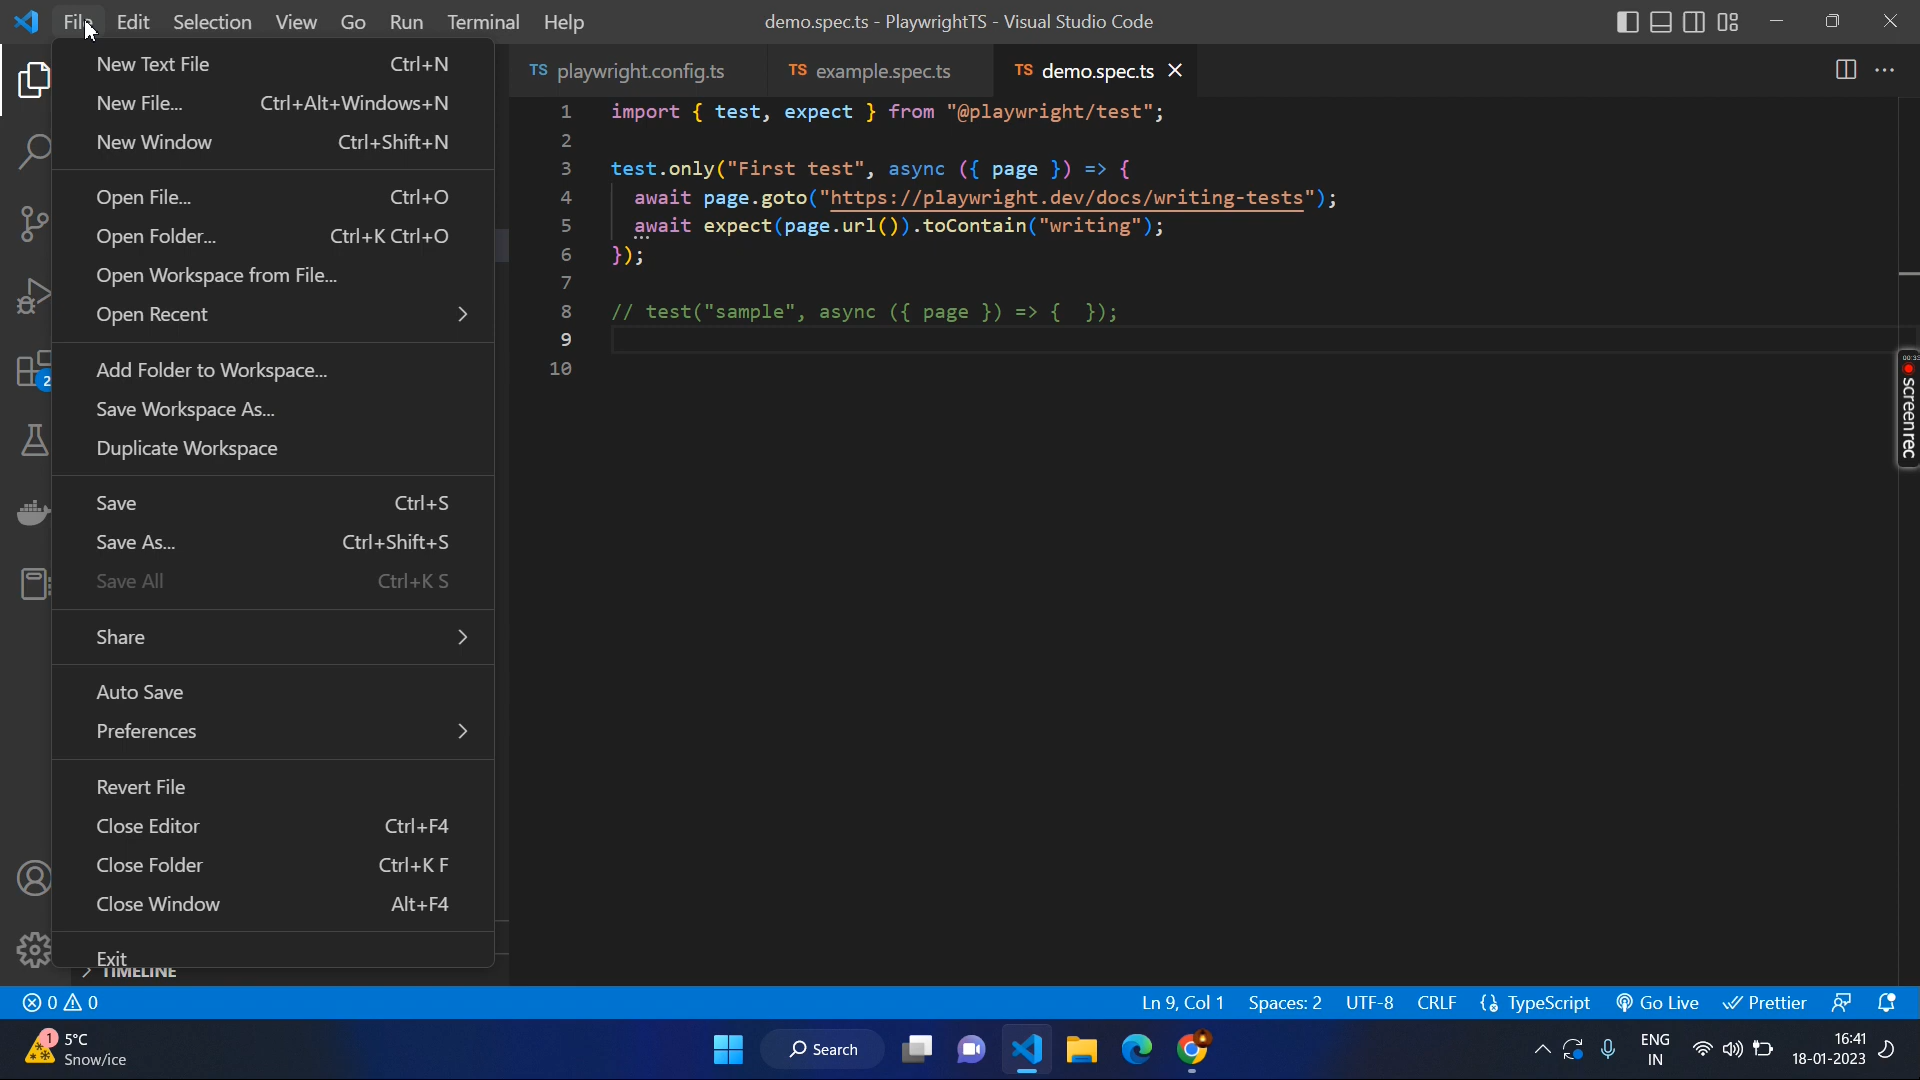 File Edit Selection View Go Run Terminal Help
demo.spec.ts - PlaywrightTS - Visual Studio Code
New Text File Ctrl+N
New File... Ctrl+Alt+Windows+N
New Window Ctrl+Shift+N
Open File... Ctrl+O
Open Folder... Ctrl+K Ctrl+O
Open Workspace from File...
Open Recent
Add Folder to Workspace...
Save Workspace As...
Duplicate Workspace
Save Ctrl+S
Save As... Ctrl+Shift+S
Save All Ctrl+K S
Share
Auto Save
Preferences
Revert File
Close Editor Ctrl+F4
Close Folder Ctrl+K F
Close Window Alt+F4
Exit
TIMELINE
2
TS playwright.config.ts TS example.spec.ts TS demo.spec.ts
1 import { test, expect } from "@playwright/test";
2
3 test.only("First test", async ({ page }) => {
4 await page.goto("https://playwright.dev/docs/writing-tests");
5 await expect(page.url()).toContain("writing");
6 });
7
8 // test("sample", async ({ page }) => {  });
9
10
screenrec
0 0
Ln 9, Col 1 Spaces: 2 UTF-8 CRLF {} TypeScript Go Live Prettier
1 5°C
Snow/ice
Search
ENG
IN
16:41
18-01-2023